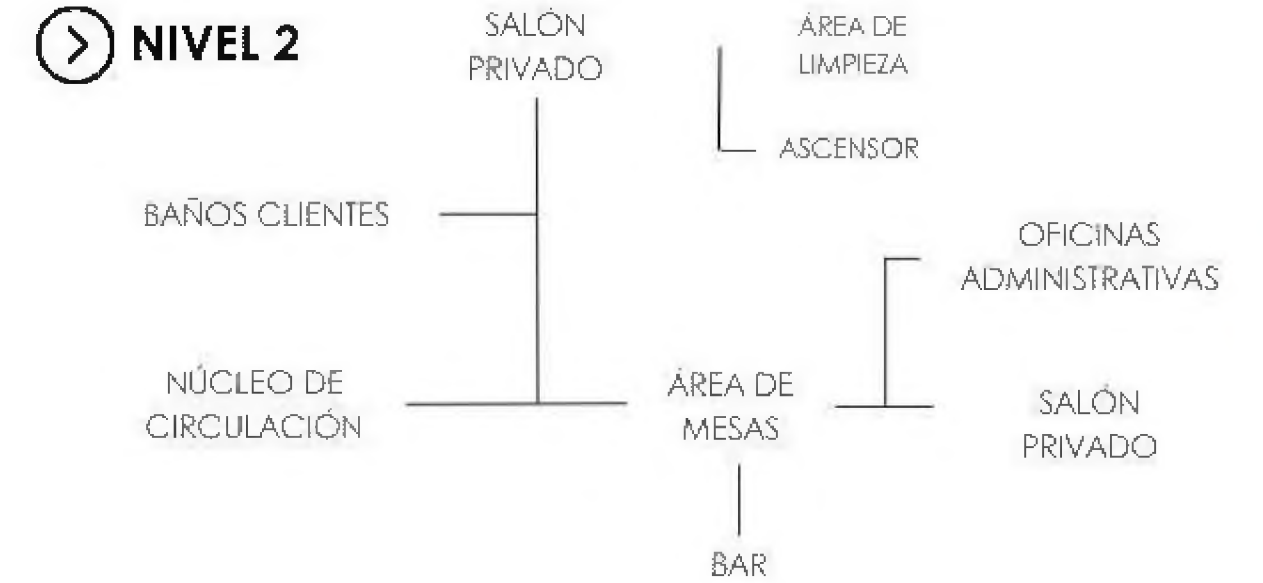 NIVEL 2
SALÓN
PRIVADO
ÁREA DE
LIMPIEZA
ASCENSOR
BAÑOS CLIENTES
OFICINAS
ADMINISTRATIVAS
NÚCLEO DE
CIRCULACIÓN
ÁREA DE
MESAS
SALÓN
PRIVADO
BAR